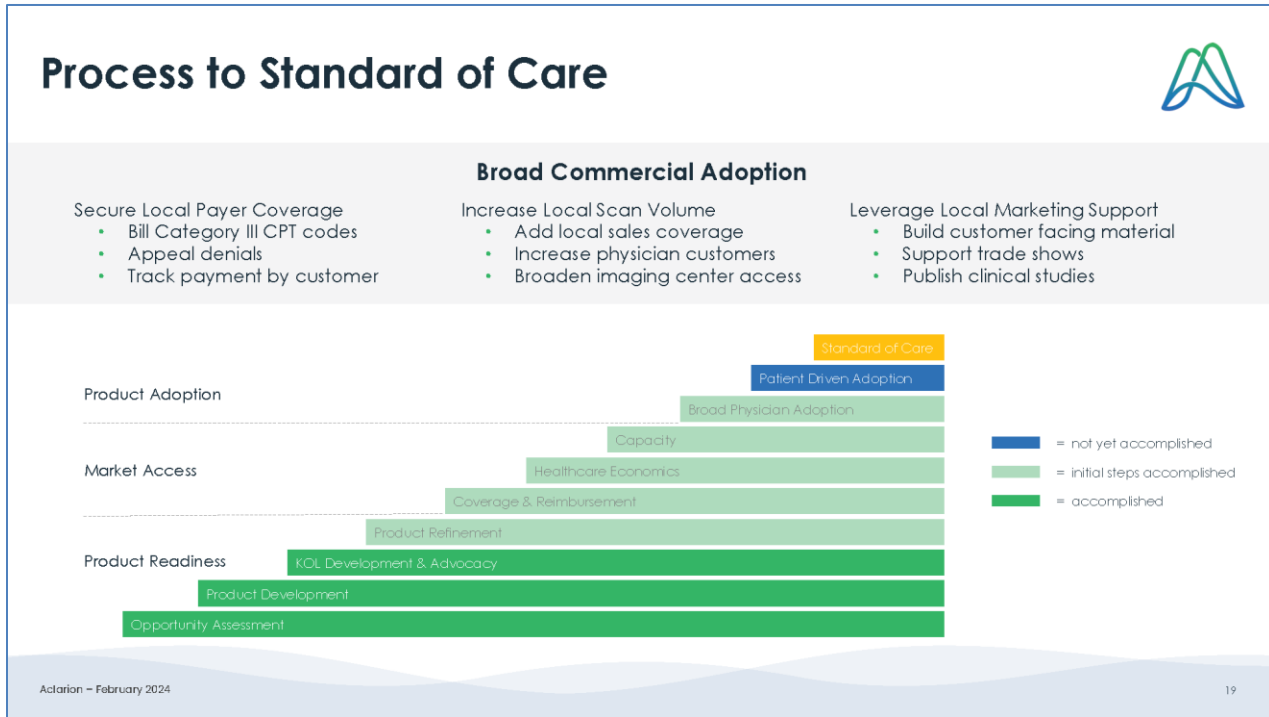 Process to Standard of Care
Broad Commercial Adoption
Secure Local Payer Coverage
• Bill Category III CPT codes
• Appeal denials
• Track payment by customer
Increase Local Scan Volume
• Add local sales coverage
• Increase physician customers
• Broaden imaging center access
Leverage Local Marketing Support
• Build customer facing material
• Support trade shows
• Publish clinical studies
Standard of Care
Patient Driven Adoption
Product Adoption
Broad Physician Adoption
Capacity
Market Access
Healthcare Economics
Coverage & Reimbursement
Product Refinement
Product Readiness
KOL Development & Advocacy
Product Development
Opportunity Assessment
= not yet accomplished
= initial steps accomplished
= accomplished
Aclarion – February 2024
19